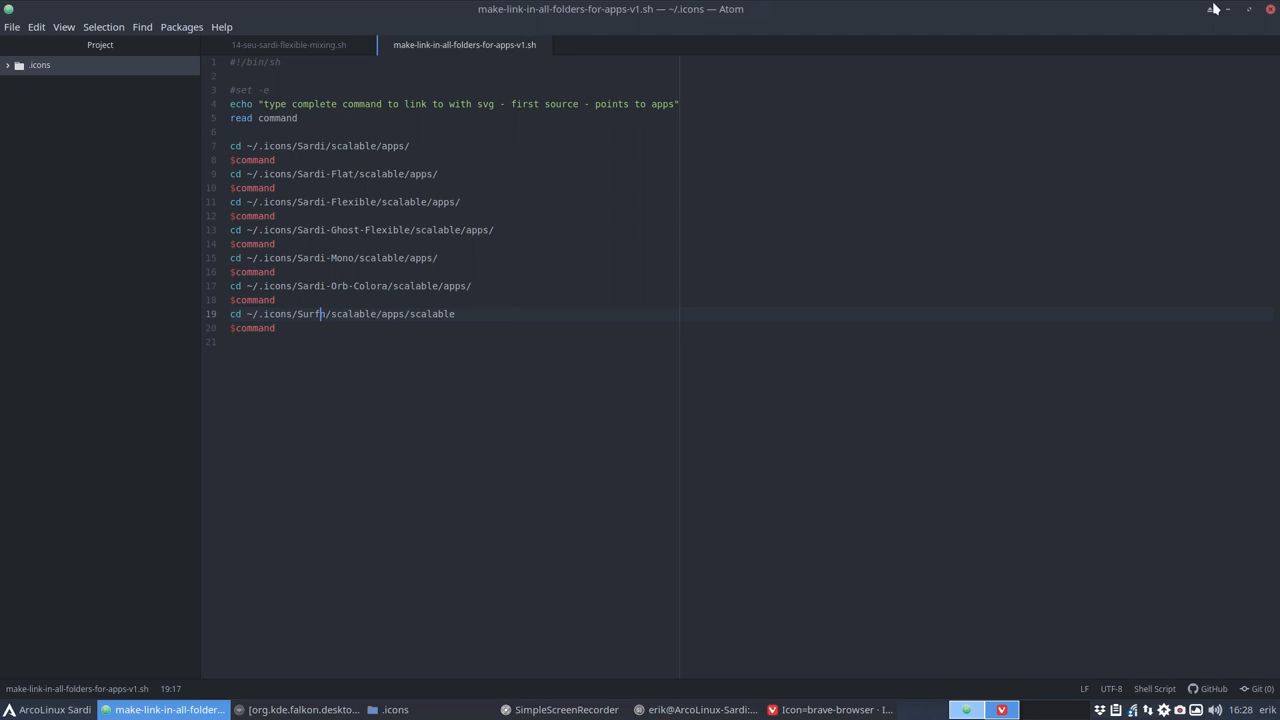 make-link-in-all-folders-for-apps-v1.sh — ~/.icons — Atom
File Edit View Selection Find Packages Help
Project
14-seu-sardi-flexible-mixing.sh
make-link-in-all-folders-for-apps-v1.sh
.icons
1 #!/bin/sh
2
3 #set -e
4 echo "type complete command to link to with svg - first source - points to apps"
5 read command
6
7 cd ~/.icons/Sardi/scalable/apps/
8 $command
9 cd ~/.icons/Sardi-Flat/scalable/apps/
10 $command
11 cd ~/.icons/Sardi-Flexible/scalable/apps/
12 $command
13 cd ~/.icons/Sardi-Ghost-Flexible/scalable/apps/
14 $command
15 cd ~/.icons/Sardi-Mono/scalable/apps/
16 $command
17 cd ~/.icons/Sardi-Orb-Colora/scalable/apps/
18 $command
19 cd ~/.icons/Surfn/scalable/apps/scalable
20 $command
21
make-link-in-all-folders-for-apps-v1.sh 19:17 LF UTF-8 Shell Script GitHub Git (0)
ArcoLinux Sardi make-link-in-all-folder... [org.kde.falkon.deskto... .icons SimpleScreenRecorder erik@ArcoLinux-Sardi:... Icon=brave-browser · I... 16:28 erik